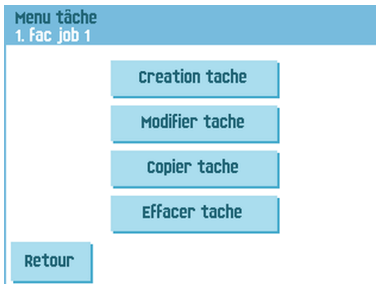 Menu tâche
1. Fac job 1
Creation tache
Modifier tache
Copier tache
Effacer tache
Retour